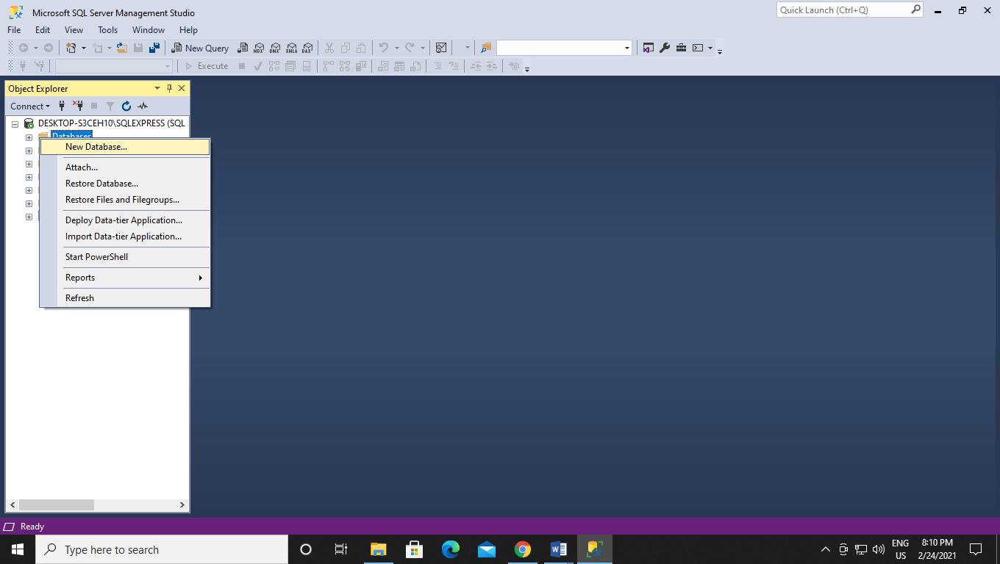 Microsoft SQL Server Management Studio
Quick Launch (Ctrl+Q)
File Edit View Tools Window Help
New Query MDX DMX XMLA DAX
Execute
Object Explorer
Connect
DESKTOP-S3CEH10\SQLEXPRESS (SQL
Databases
New Database...
Attach...
Restore Database...
Restore Files and Filegroups...
Deploy Data-tier Application...
Import Data-tier Application...
Start PowerShell
Reports
Refresh
Ready
Type here to search
ENG
US
8:10 PM
2/24/2021